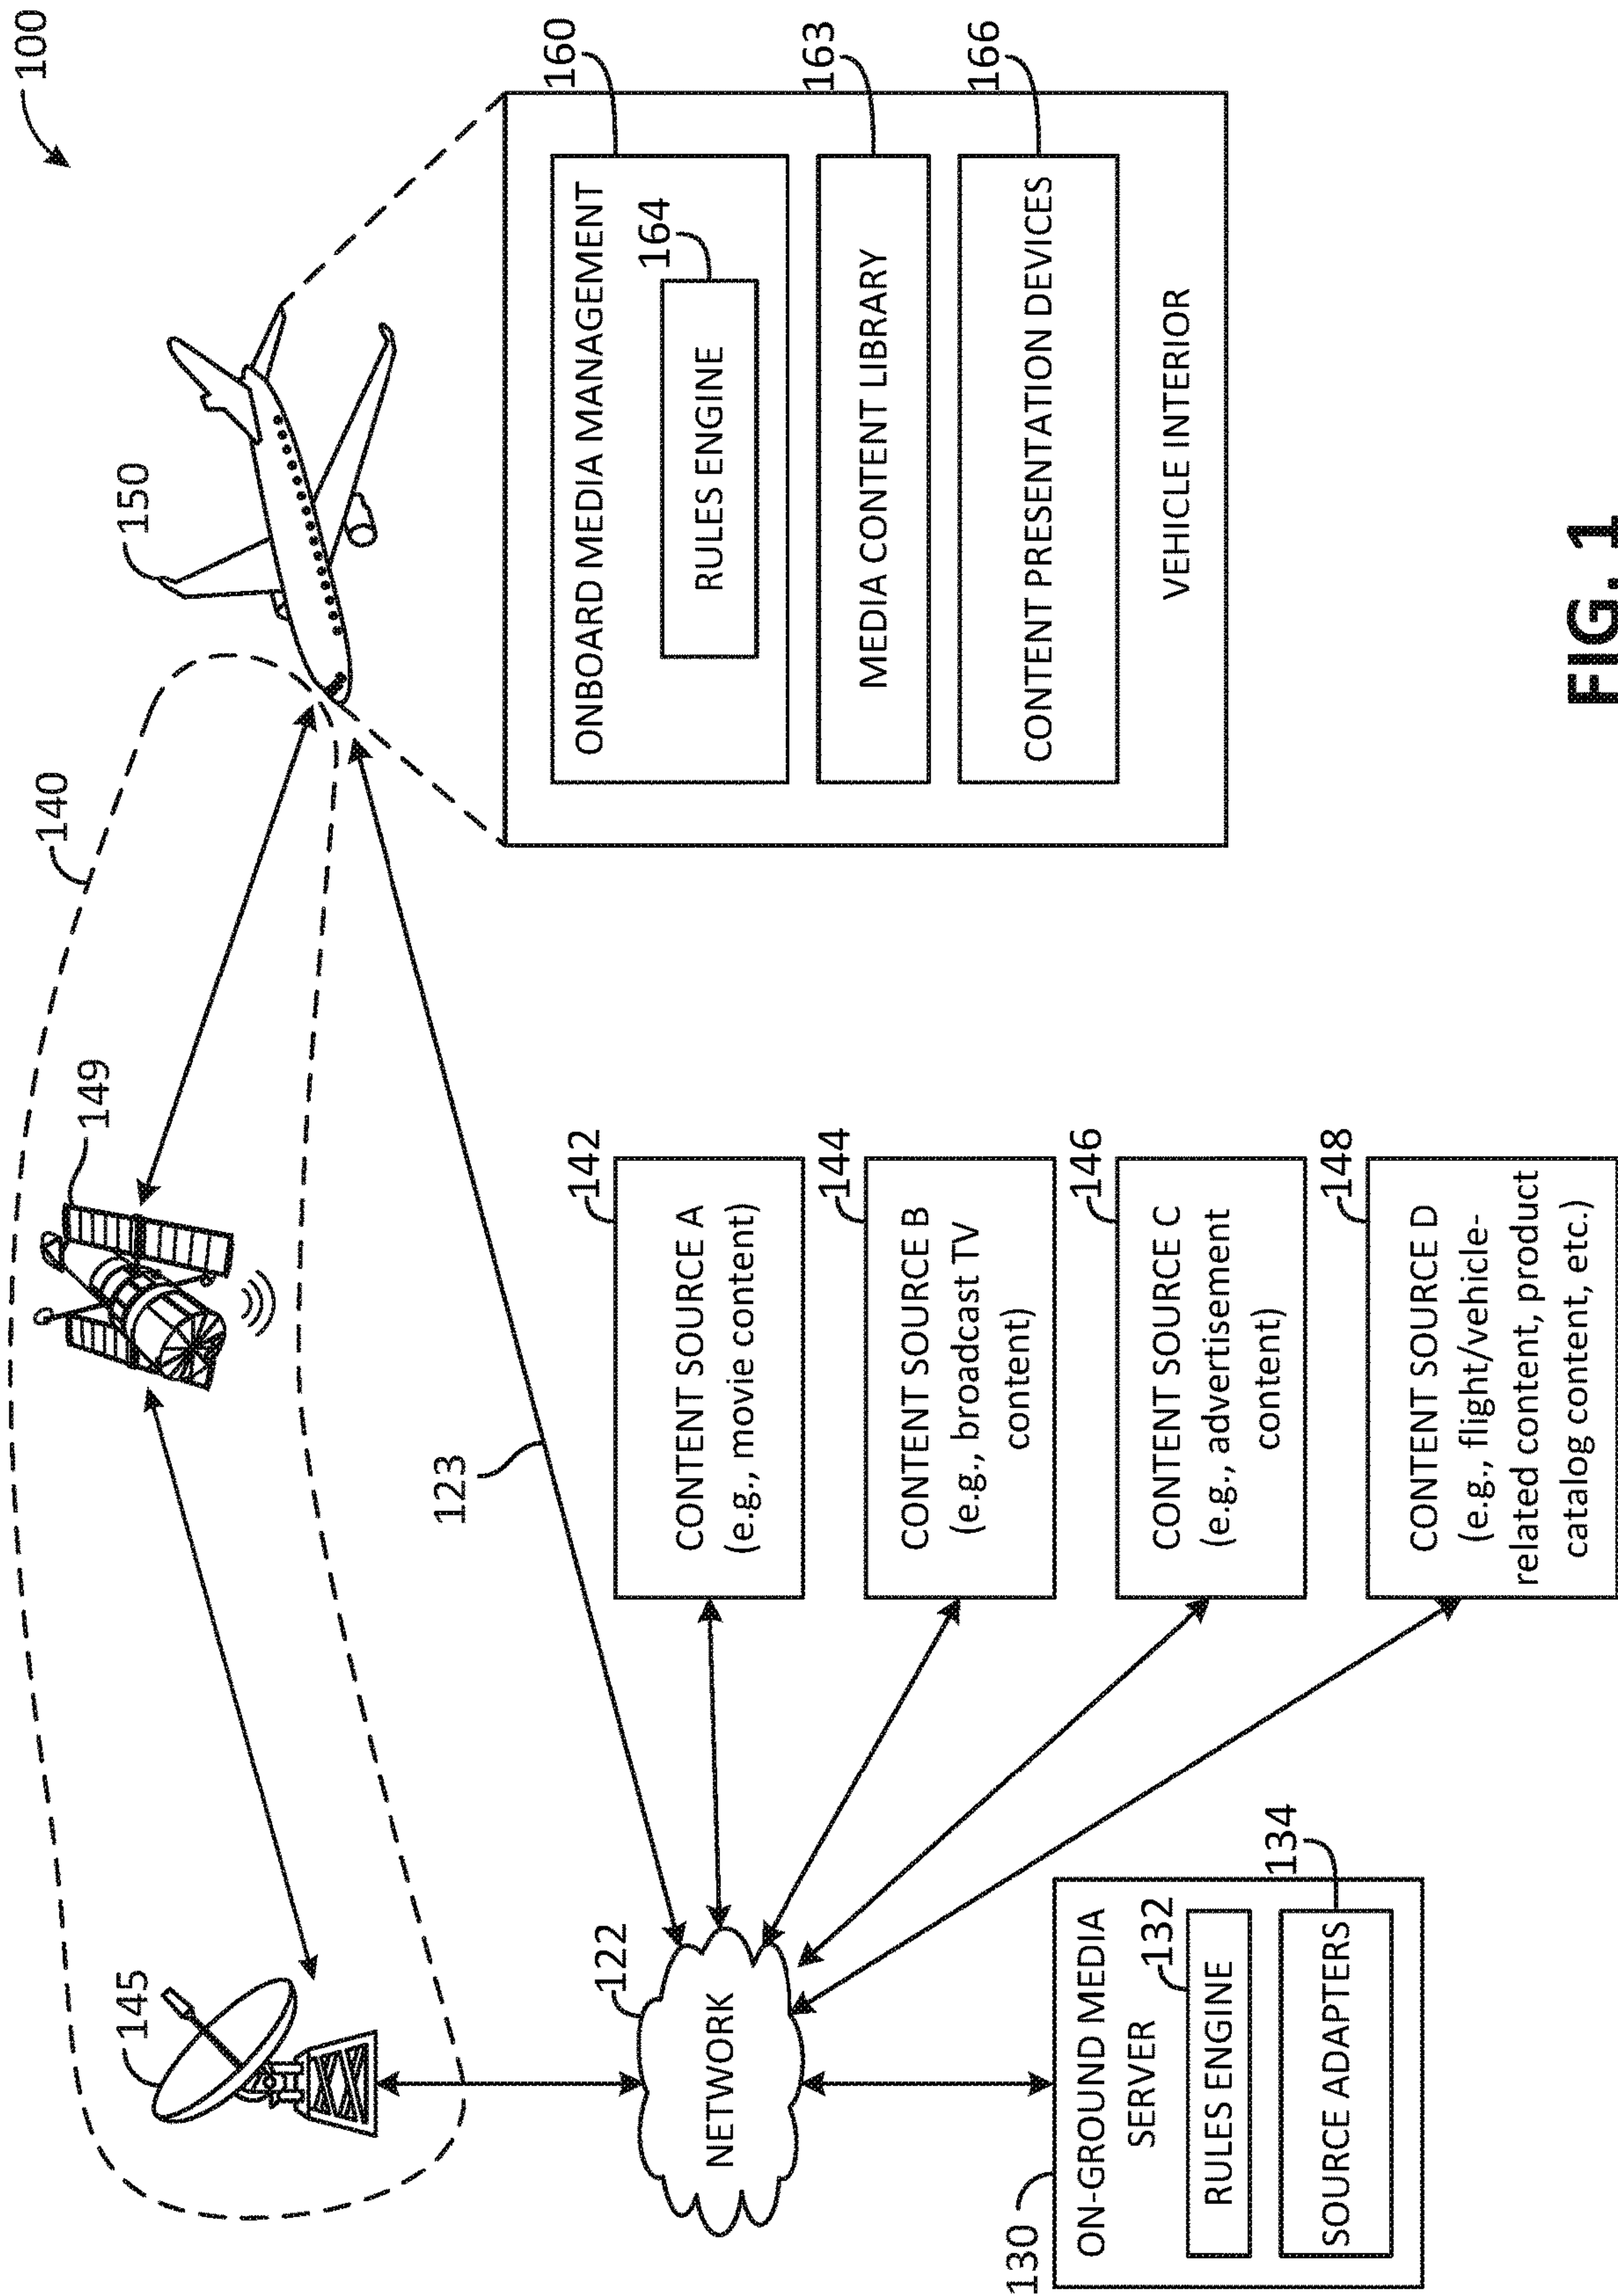 100
140
150
149
145
123
160
ONBOARD MEDIA MANAGEMENT
164
RULES ENGINE
163
MEDIA CONTENT LIBRARY
166
CONTENT PRESENTATION DEVICES
VEHICLE INTERIOR
122
NETWORK
142
CONTENT SOURCE A
(e.g., movie content)
144
CONTENT SOURCE B
(e.g., broadcast TV
content)
146
CONTENT SOURCE C
(e.g., advertisement
content)
148
CONTENT SOURCE D
(e.g., flight/vehicle-
related content, product
catalog content, etc.)
130
ON-GROUND MEDIA
SERVER
132
RULES ENGINE
134
SOURCE ADAPTERS
FIG. 1